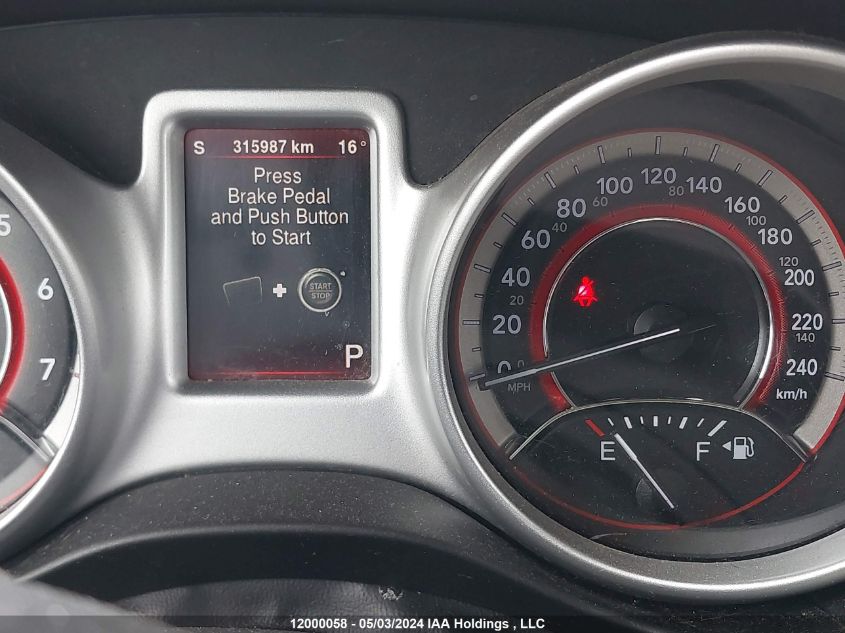 S 315987 km 16°
Press
Brake Pedal
and Push Button
to Start
+ START
STOP
P
5
6
7
0
20
40
60
80
100
120
140
160
180
200
220
240
km/h
MPH
20
40
60
80
100
120
140
E F
12000058 - 05/03/2024 IAA Holdings , LLC